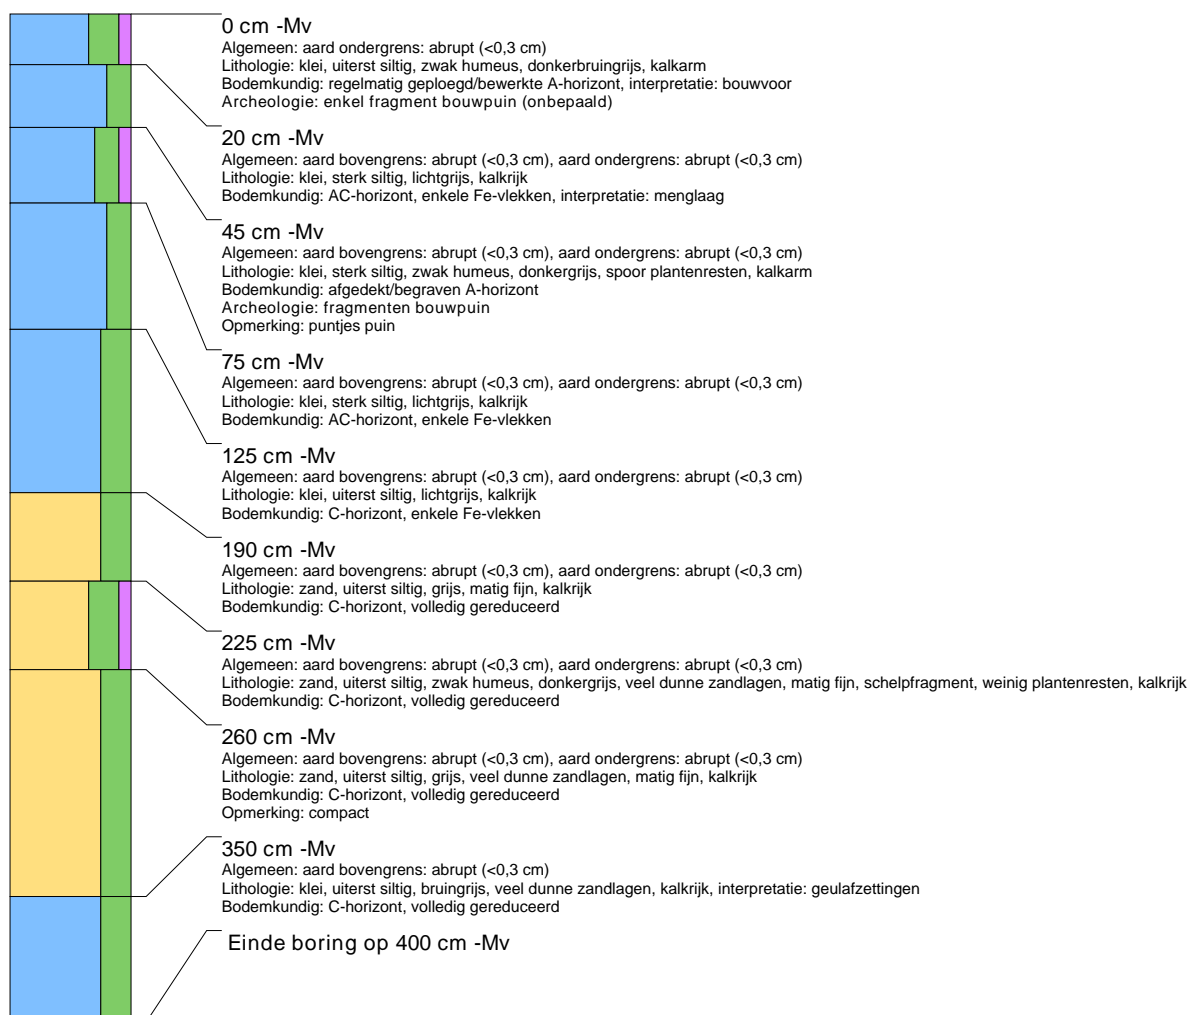 0 cm -Mv
Algemeen: aard ondergrens: abrupt (<0,3 cm)
Lithologie: klei, uiterst siltig, zwak humeus, donkerbruingrijs, kalkarm
Bodemkundig: regelmatig geploegd/bewerkte A-horizont, interpretatie: bouwvoor
Archeologie: enkel fragment bouwpuin (onbepaald)
20 cm -Mv
Algemeen: aard bovengrens: abrupt (<0,3 cm), aard ondergrens: abrupt (<0,3 cm)
Lithologie: klei, sterk siltig, lichtgrijs, kalkrijk
Bodemkundig: AC-horizont, enkele Fe-vlekken, interpretatie: menglaag
45 cm -Mv
Algemeen: aard bovengrens: abrupt (<0,3 cm), aard ondergrens: abrupt (<0,3 cm)
Lithologie: klei, sterk siltig, zwak humeus, donkergrijs, spoor plantenresten, kalkarm
Bodemkundig: afgedekt/begraven A-horizont
Archeologie: fragmenten bouwpuin
Opmerking: puntjes puin
75 cm -Mv
Algemeen: aard bovengrens: abrupt (<0,3 cm), aard ondergrens: abrupt (<0,3 cm)
Lithologie: klei, sterk siltig, lichtgrijs, kalkrijk
Bodemkundig: AC-horizont, enkele Fe-vlekken
125 cm -Mv
Algemeen: aard bovengrens: abrupt (<0,3 cm), aard ondergrens: abrupt (<0,3 cm)
Lithologie: klei, uiterst siltig, lichtgrijs, kalkrijk
Bodemkundig: C-horizont, enkele Fe-vlekken
190 cm -Mv
Algemeen: aard bovengrens: abrupt (<0,3 cm), aard ondergrens: abrupt (<0,3 cm)
Lithologie: zand, uiterst siltig, grijs, matig fijn, kalkrijk
Bodemkundig: C-horizont, volledig gereduceerd
225 cm -Mv
Algemeen: aard bovengrens: abrupt (<0,3 cm), aard ondergrens: abrupt (<0,3 cm)
Lithologie: zand, uiterst siltig, zwak humeus, donkergrijs, veel dunne zandlagen, matig fijn, schelpfragment, weinig plantenresten, kalkrijk
Bodemkundig: C-horizont, volledig gereduceerd
260 cm -Mv
Algemeen: aard bovengrens: abrupt (<0,3 cm), aard ondergrens: abrupt (<0,3 cm)
Lithologie: zand, uiterst siltig, grijs, veel dunne zandlagen, matig fijn, kalkrijk
Bodemkundig: C-horizont, volledig gereduceerd
Opmerking: compact
350 cm -Mv
Algemeen: aard bovengrens: abrupt (<0,3 cm)
Lithologie: klei, uiterst siltig, bruingrijs, veel dunne zandlagen, kalkrijk, interpretatie: geulafzettingen
Bodemkundig: C-horizont, volledig gereduceerd
Einde boring op 400 cm -Mv